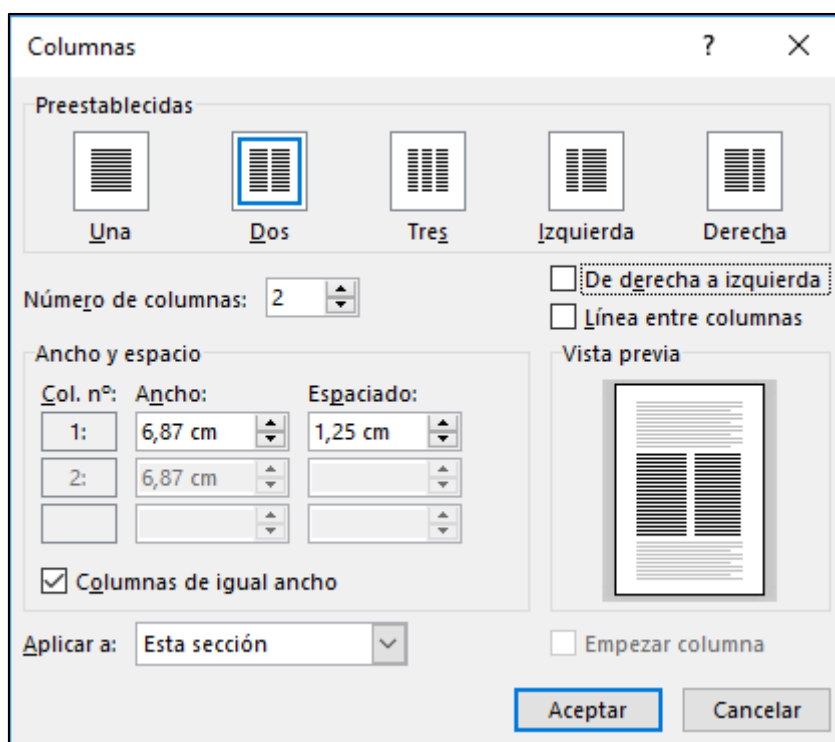 Columnas ?
Preestablecidas
Una Dos Tres Izquierda Derecha
Número de columnas: 2
De derecha a izquierda
Línea entre columnas
Ancho y espacio
Col. nº: Ancho: Espaciado:
1: 6,87 cm 1,25 cm
2: 6,87 cm
Columnas de igual ancho
Vista previa
Aplicar a: Esta sección
Empezar columna
Aceptar Cancelar